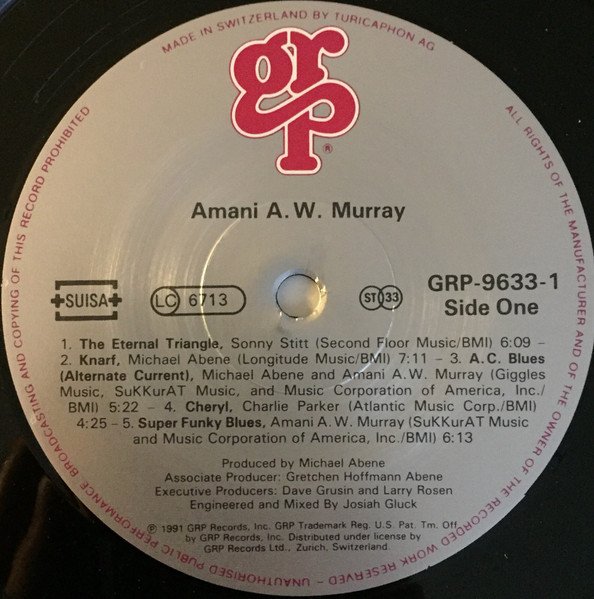 MADE IN SWITZERLAND BY TURICAPHON AG
grp®
Amani A.W. Murray
+SUISA+
LC 6713
ST 33
GRP-9633-1
Side One
1. The Eternal Triangle, Sonny Stitt (Second Floor Music/BMI) 6:09 –
2. Knarf, Michael Abene (Longitude Music/BMI) 7:11 – 3. A.C. Blues
(Alternate Current), Michael Abene and Amani A.W. Murray (Giggles
Music, SuKKurAT Music, and Music Corporation of America, Inc./
BMI) 5:22 – 4. Cheryl, Charlie Parker (Atlantic Music Corp./BMI)
4:25 – 5. Super Funky Blues, Amani A.W. Murray (SuKKurAT Music
and Music Corporation of America, Inc./BMI) 6:13
Produced by Michael Abene
Associate Producer: Gretchen Hoffmann Abene
Executive Producers: Dave Grusin and Larry Rosen
Engineered and Mixed By Josiah Gluck
℗ 1991 GRP Records, Inc. GRP Trademark Reg. U.S. Pat. Tm. Off.
by GRP Records, Inc. Distributed under license by
GRP Records Ltd., Zurich, Switzerland.
ALL RIGHTS OF THE MANUFACTURER AND OF THE OWNER OF THE RECORDED WORK RESERVED – UNAUTHORISED PUBLIC PERFORMANCE BROADCASTING AND COPYING OF THIS RECORD PROHIBITED